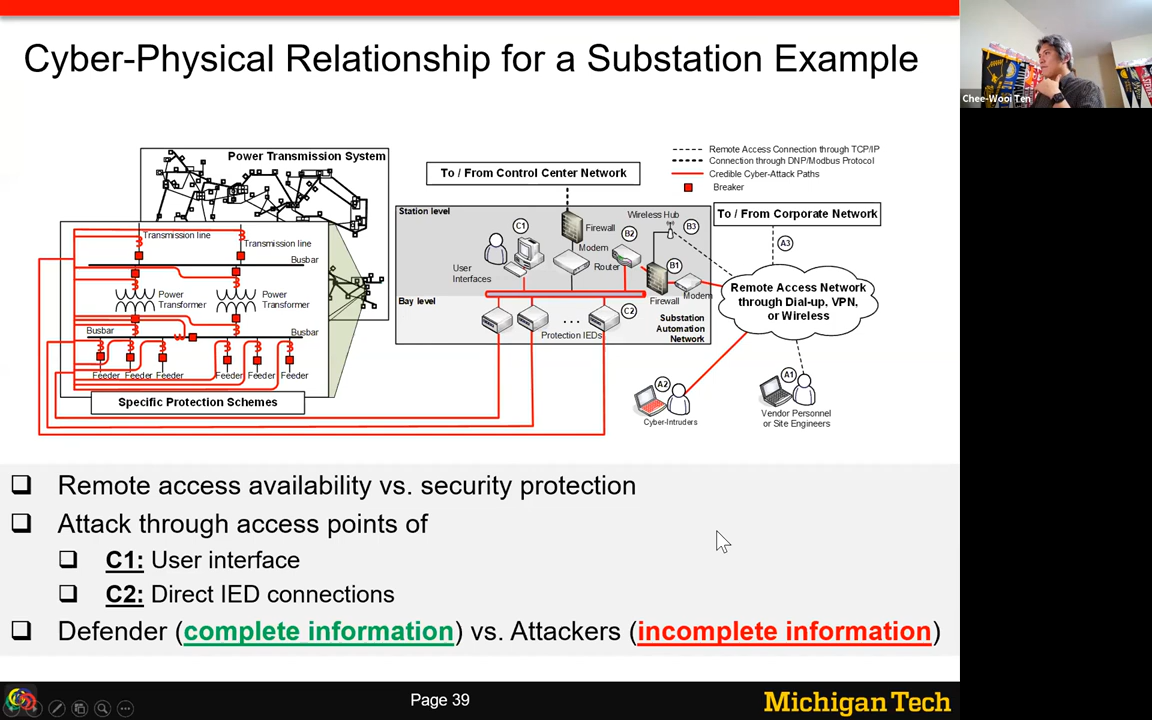 Cyber-Physical Relationship for a Substation Example
Chee-Wooi Ten
Power Transmission System
Transmission line
Transmission line
Busbar
Power
Transformer
Power
Transformer
Busbar
Busbar
Feeder
Feeder
Feeder
Feeder
Feeder
Feeder
Specific Protection Schemes
To / From Control Center Network
Station level
C1
User
Interfaces
Firewall
Modem
Wireless Hub
B3
B2
Router
B1
Firewall
Modem
Bay level
C2
Protection IEDs
Substation
Automation
Network
Remote Access Connection through TCP/IP
Connection through DNP/Modbus Protocol
Credible Cyber-Attack Paths
Breaker
To / From Corporate Network
A3
Remote Access Network
through Dial-up, VPN,
or Wireless
A2
Cyber-Intruders
A1
Vendor Personnel
or Site Engineers
Remote access availability vs. security protection
Attack through access points of
C1: User interface
C2: Direct IED connections
Defender (complete information) vs. Attackers (incomplete information)
Page 39
Michigan Tech